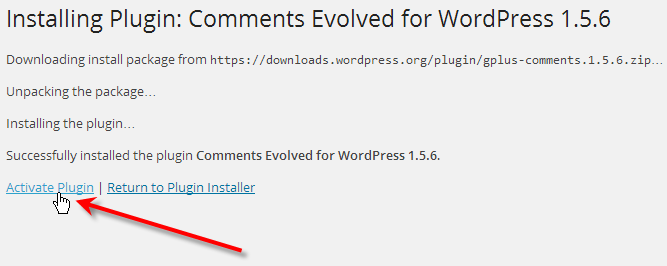 Installing Plugin: Comments Evolved for WordPress 1.5.6
Downloading install package from https://downloads.wordpress.org/plugin/gplus-comments.1.5.6.zip…
Unpacking the package…
Installing the plugin…
Successfully installed the plugin Comments Evolved for WordPress 1.5.6.
Activate Plugin | Return to Plugin Installer